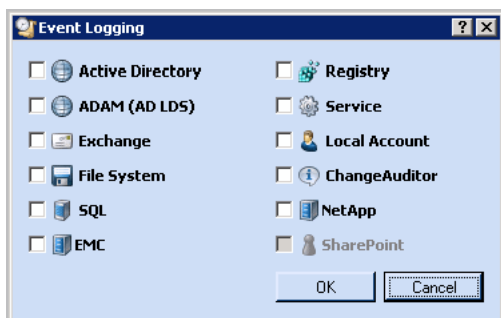 Event Logging
Active Directory
Registry
ADAM (AD LDS)
Service
Exchange
Local Account
File System
ChangeAuditor
SQL
NetApp
EMC
SharePoint
OK
Cancel